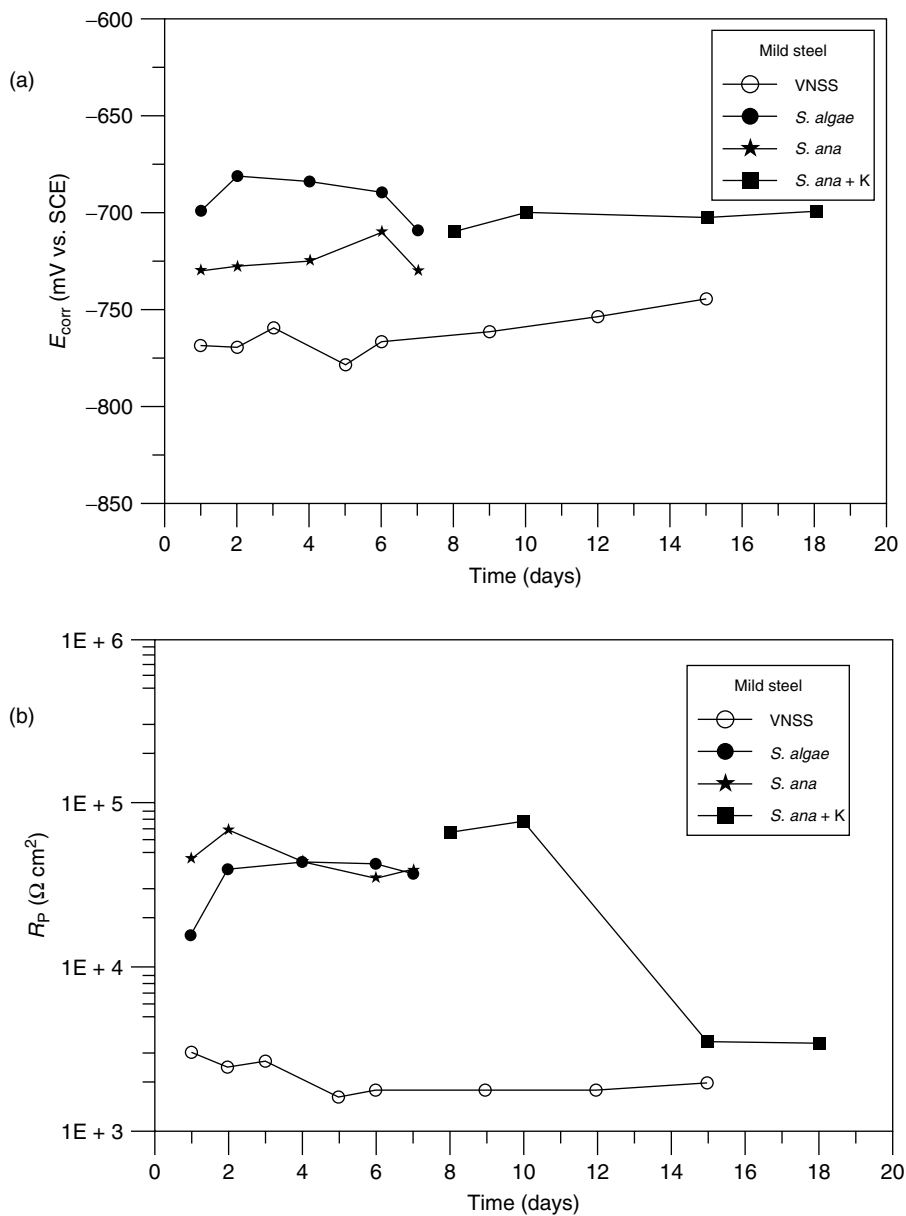 (a)
−600
−650
−700
−750
−800
−850
E_corr (mV vs. SCE)
0 2 4 6 8 10 12 14 16 18 20
Time (days)
Mild steel
VNSS
S. algae
S. ana
S. ana + K
(b)
1E + 6
1E + 5
1E + 4
1E + 3
R_P (Ω cm²)
0 2 4 6 8 10 12 14 16 18 20
Time (days)
Mild steel
VNSS
S. algae
S. ana
S. ana + K